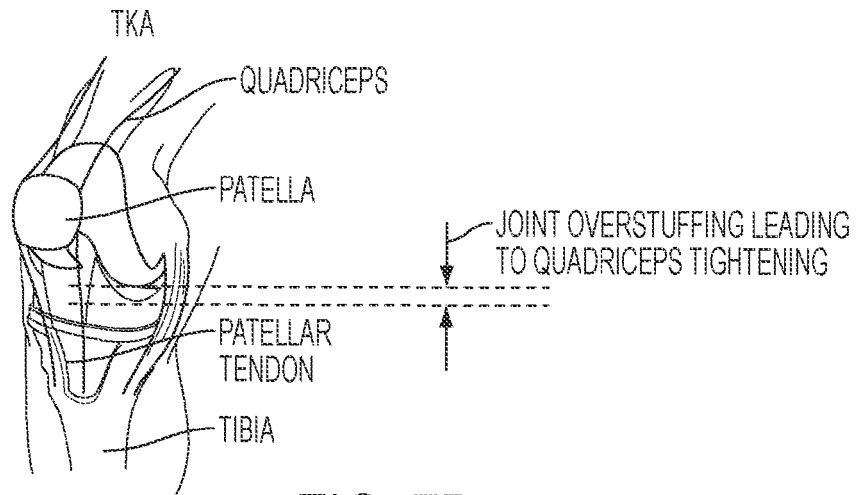 TKA
QUADRICEPS
PATELLA
JOINT OVERSTUFFING LEADING
TO QUADRICEPS TIGHTENING
PATELLAR
TENDON
TIBIA